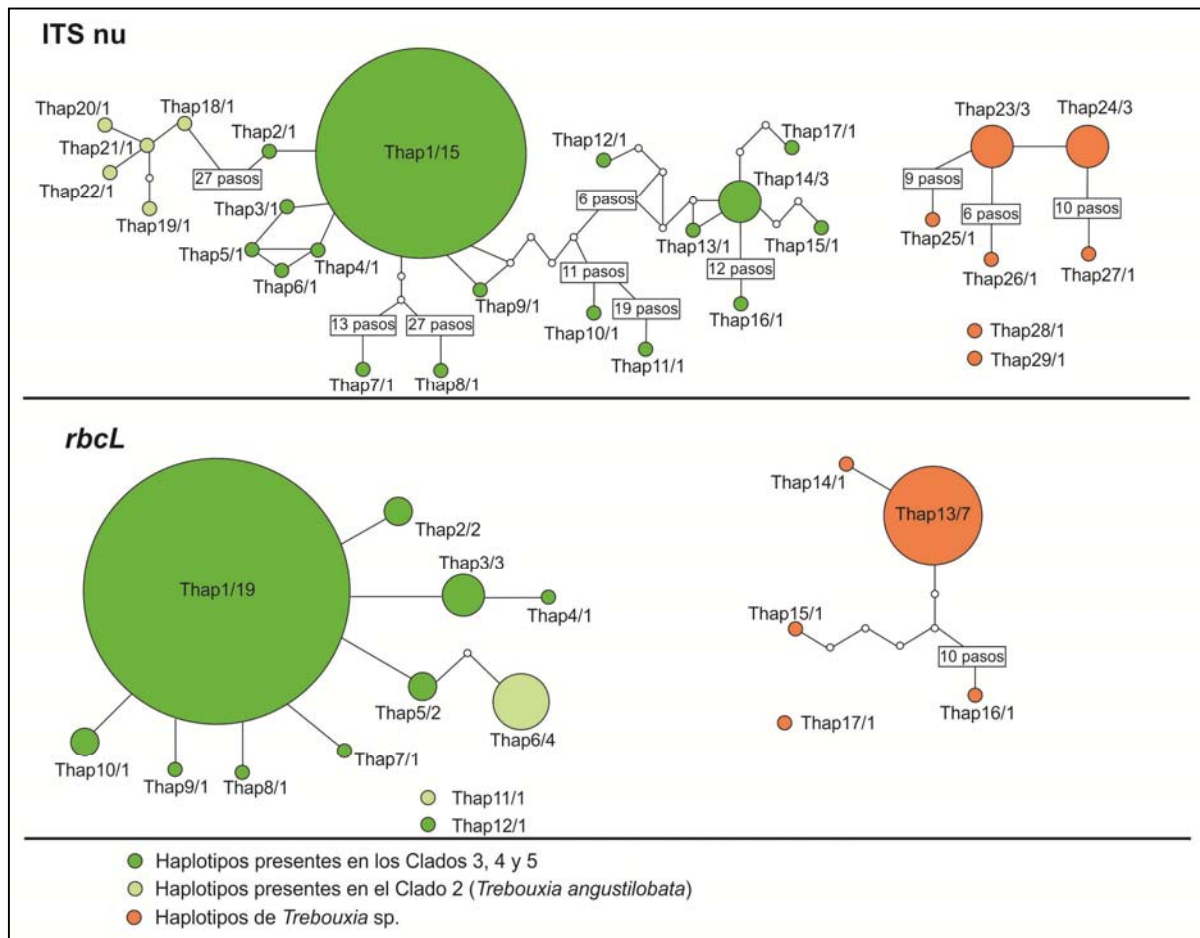 ITS nu
Thap20/1
Thap18/1
Thap21/1
Thap22/1
Thap19/1
27 pasos
Thap2/1
Thap1/15
Thap3/1
Thap5/1
Thap4/1
Thap6/1
13 pasos
27 pasos
Thap7/1
Thap8/1
Thap9/1
Thap12/1
6 pasos
11 pasos
Thap10/1
19 pasos
Thap11/1
Thap17/1
Thap14/3
Thap13/1
Thap15/1
12 pasos
Thap16/1
Thap23/3
Thap24/3
9 pasos
6 pasos
10 pasos
Thap25/1
Thap26/1
Thap27/1
Thap28/1
Thap29/1
rbcL
Thap1/19
Thap2/2
Thap3/3
Thap4/1
Thap5/2
Thap6/4
Thap7/1
Thap8/1
Thap9/1
Thap10/1
Thap11/1
Thap12/1
Thap14/1
Thap13/7
Thap15/1
10 pasos
Thap16/1
Thap17/1
Haplotipos presentes en los Clados 3, 4 y 5
Haplotipos presentes en el Clado 2 (Trebouxia angustilobata)
Haplotipos de Trebouxia sp.